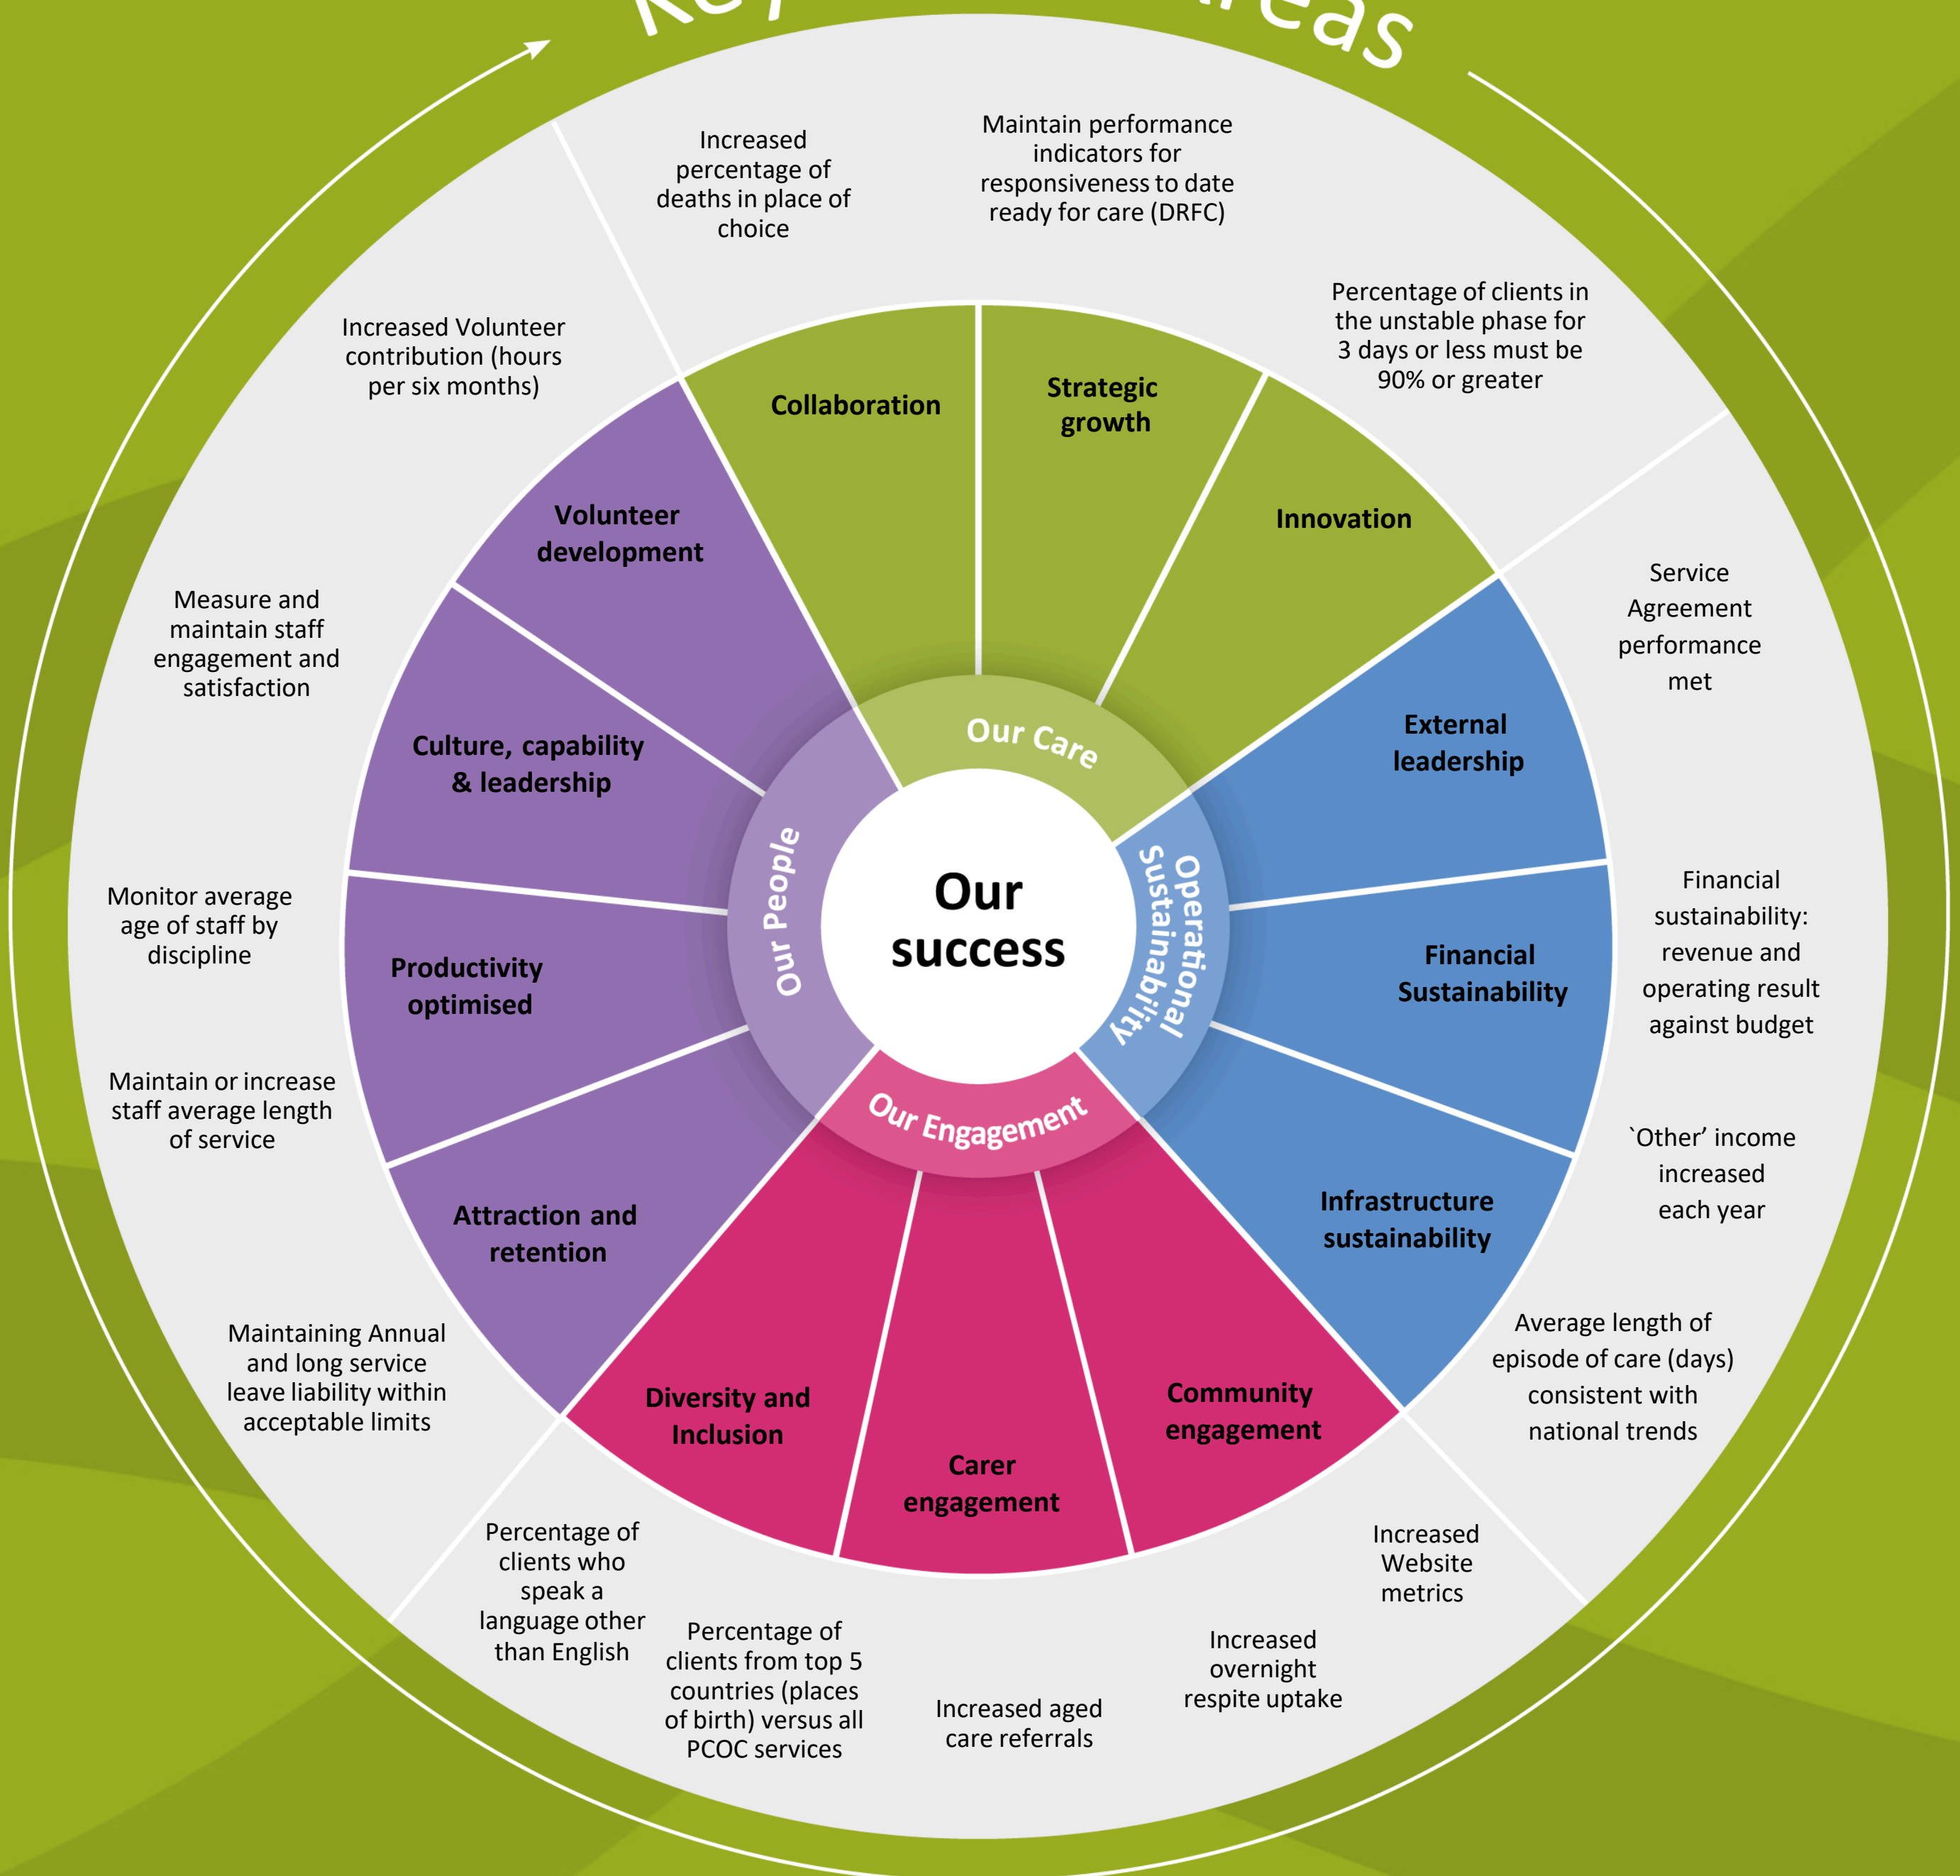 Increased
percentage of
deaths in place of
choice
Maintain performance
indicators for
responsiveness to date
ready for care (DRFC)
Percentage of clients in
the unstable phase for
3 days or less must be
90% or greater
Service
Agreement
performance
met
Financial
sustainability:
revenue and
operating result
against budget
`Other’ income
increased
each year
Average length of
episode of care (days)
consistent with
national trends
Increased
Website
metrics
Increased
overnight
respite uptake
Increased aged
care referrals
Percentage of
clients from top 5
countries (places
of birth) versus all
PCOC services
Percentage of
clients who
speak a
language other
than English
Maintaining Annual
and long service
leave liability within
acceptable limits
Maintain or increase
staff average length
of service
Monitor average
age of staff by
discipline
Measure and
maintain staff
engagement and
satisfaction
Increased Volunteer
contribution (hours
per six months)
Collaboration
Strategic
growth
Innovation
External
leadership
Financial
Sustainability
Infrastructure
sustainability
Community
engagement
Carer
engagement
Diversity and
Inclusion
Attraction and
retention
Productivity
optimised
Culture, capability
& leadership
Volunteer
development
Our Care
Operational
Sustainability
Our Engagement
Our People
Our
success